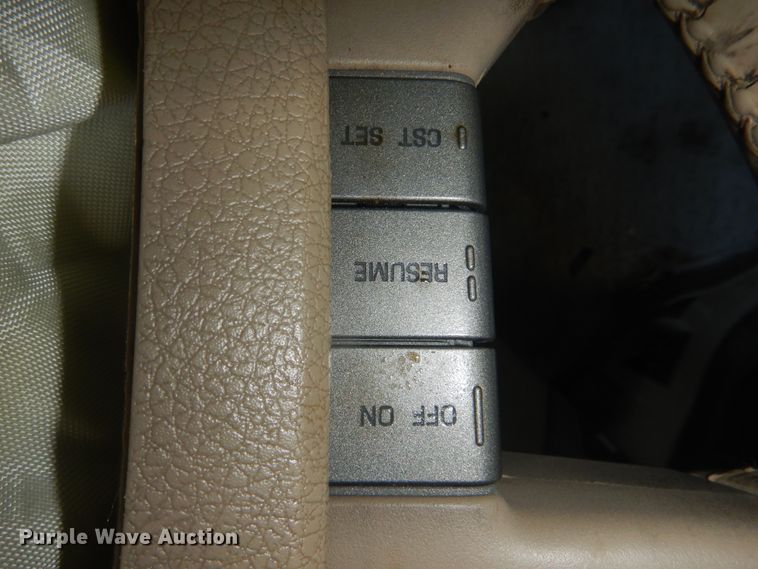 CST SET
RESUME
OFF ON
Purple Wave Auction